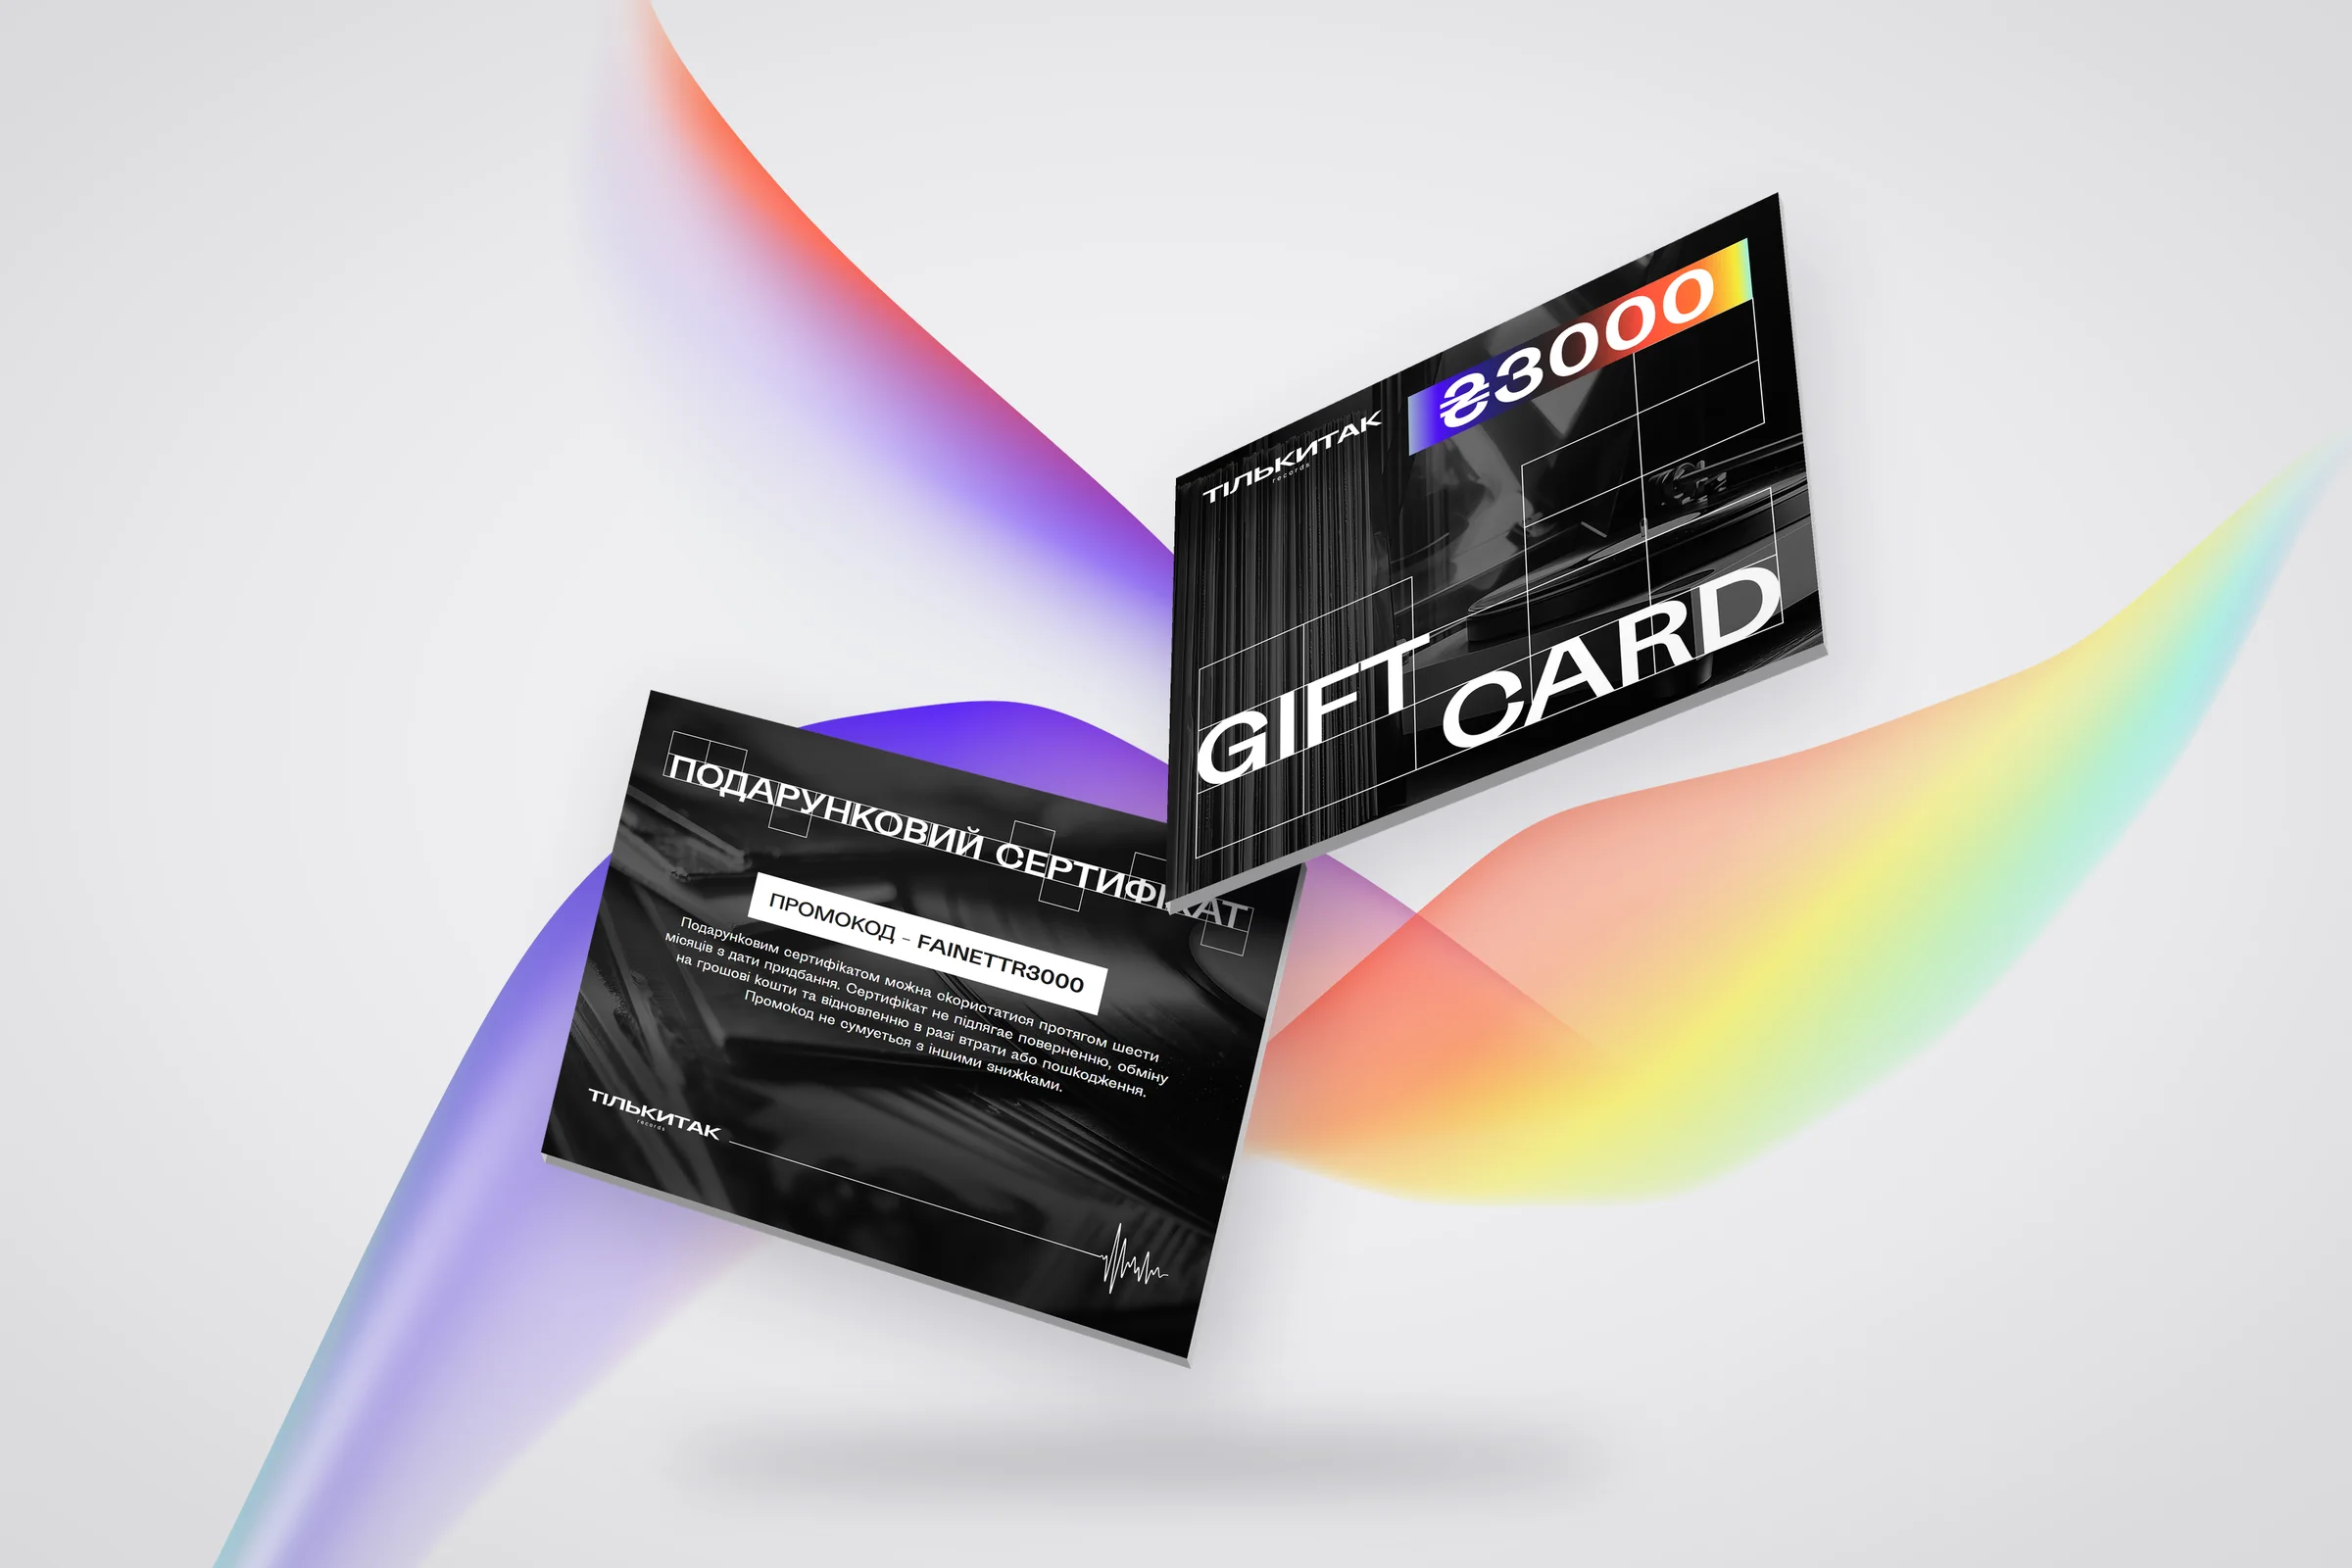 ТІЛЬКИТАК
records
₴3000
GIFT CARD
ПОДАРУНКОВИЙ СЕРТИФІКАТ
ПРОМОКОД - FAINETTR3000
Подарунковим сертифікатом можна скористатися протягом шести
місяців з дати придбання. Сертифікат не підлягає поверненню, обміну
на грошові кошти та відновленню в разі втрати або пошкодження.
Промокод не сумується з іншими знижками.
ТІЛЬКИТАК
records